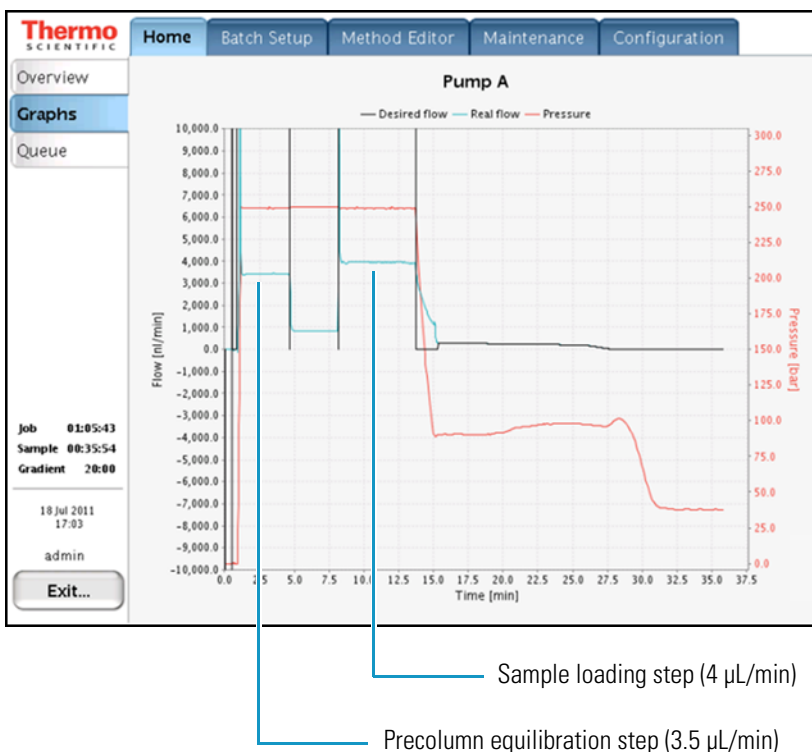 Thermo
SCIENTIFIC
Home
Batch Setup
Method Editor
Maintenance
Configuration
Overview
Graphs
Queue
Pump A
Desired flow
Real flow
Pressure
10,000.0
9,000.0
8,000.0
7,000.0
6,000.0
5,000.0
4,000.0
3,000.0
2,000.0
1,000.0
0.0
-1,000.0
-2,000.0
-3,000.0
-4,000.0
-5,000.0
-6,000.0
-7,000.0
-8,000.0
-9,000.0
-10,000.0
Flow [nl/min]
300.0
275.0
250.0
225.0
200.0
175.0
150.0
125.0
100.0
75.0
50.0
25.0
0.0
Pressure [bar]
0.0
2.5
5.0
7.5
10.0
12.5
15.0
17.5
20.0
22.5
25.0
27.5
30.0
32.5
35.0
37.5
Time [min]
Job 01:05:43
Sample 00:35:54
Gradient 20:00
18 Jul 2011
17:03
admin
Exit...
Sample loading step (4 µL/min)
Precolumn equilibration step (3.5 µL/min)